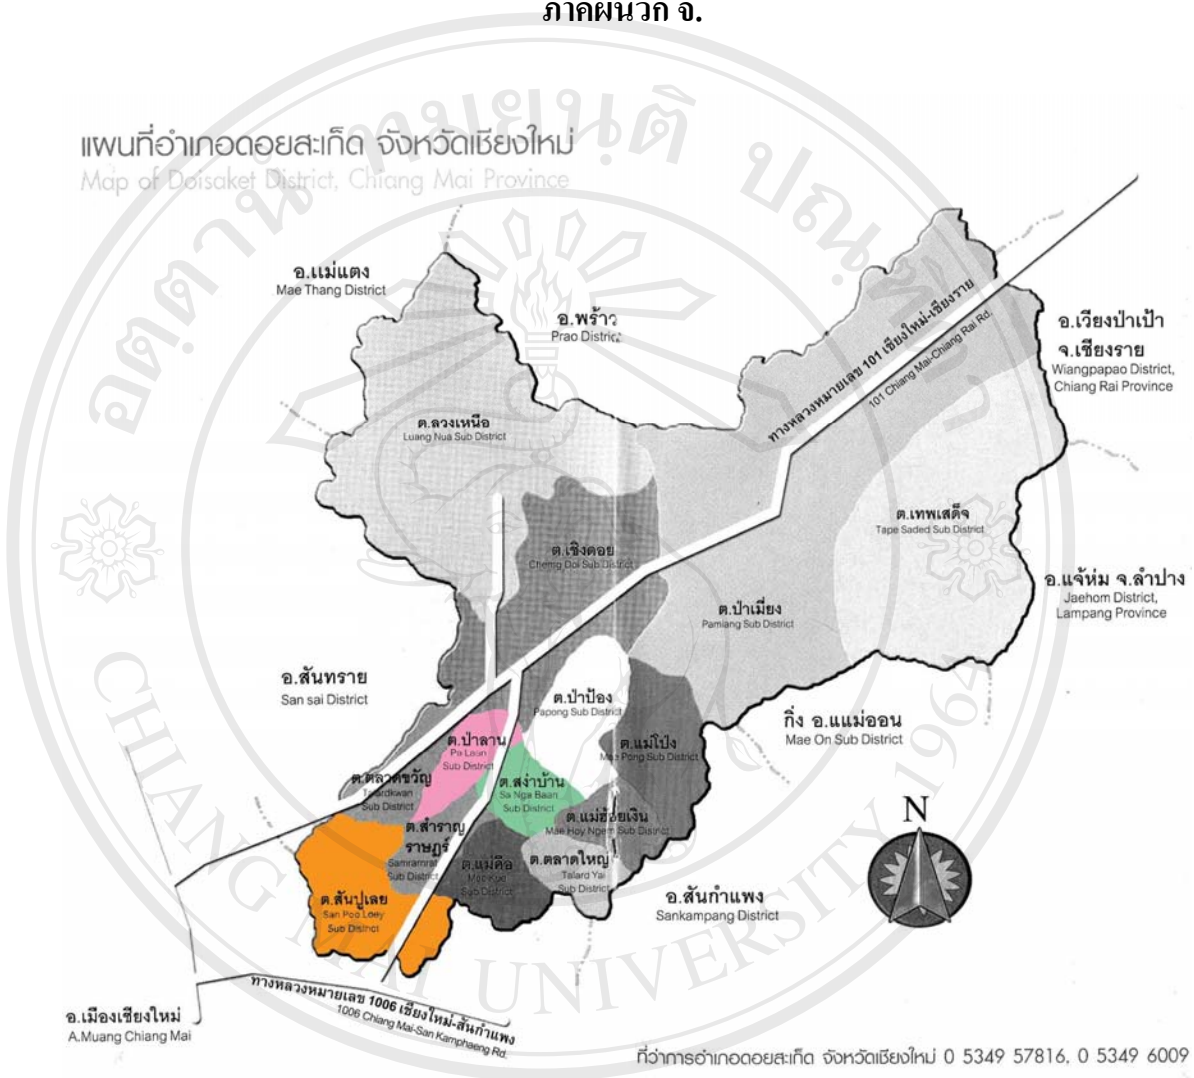 ภาคผนวก จ.
แผนที่อำเภอดอยสะเก็ด จังหวัดเชียงใหม่
Map of Doisaket District, Chiang Mai Province
อ.แม่แตง
Mae Thang District
อ.พร้าว
Prao District
ทางหลวงหมายเลข 101 เชียงใหม่-เชียงราย
101 Chiang Mai-Chiang Rai Rd.
อ.เวียงป่าเป้า
จ.เชียงราย
Wiangpapao District,
Chiang Rai Province
ต.ลวงเหนือ
Luang Nua Sub District
ต.เทพเสด็จ
Tape Saded Sub District
ต.เชิงดอย
Cherng Doi Sub District
อ.แจ้ห่ม จ.ลำปาง
Jaehom District,
Lampang Province
ต.ป่าเมี่ยง
Pamiang Sub District
อ.สันทราย
San sai District
ต.ป่าป้อง
Papong Sub District
กิ่ง อ.แแม่ออน
Mae On Sub District
ต.ป่าลาน
Pa Laan
Sub District
ต.แม่โป่ง
Mae Pong Sub District
ต.ตลาดขวัญ
Talardkwan
Sub District
ต.สง่าบ้าน
Sa Nga Baan
Sub District
ต.แม่ฮ้อยเงิน
Mae Hoy Ngern Sub District
ต.สำราญ
ราษฎร์
Samramrat
Sub District
ต.แม่คือ
Mae Kue
Sub District
ต.ตลาดใหญ่
Talard Yai
Sub District
ต.สันปูเลย
San Poo Loey
Sub District
อ.สันกำแพง
Sankampang District
N
ทางหลวงหมายเลข 1006 เชียงใหม่-สันกำแพง
1006 Chiang Mai-San Kamphaeng Rd.
อ.เมืองเชียงใหม่
A.Muang Chiang Mai
ที่ว่าการอำเภอดอยสะเก็ด จังหวัดเชียงใหม่ 0 5349 57816, 0 5349 6009
CHIANG MAI UNIVERSITY 1964